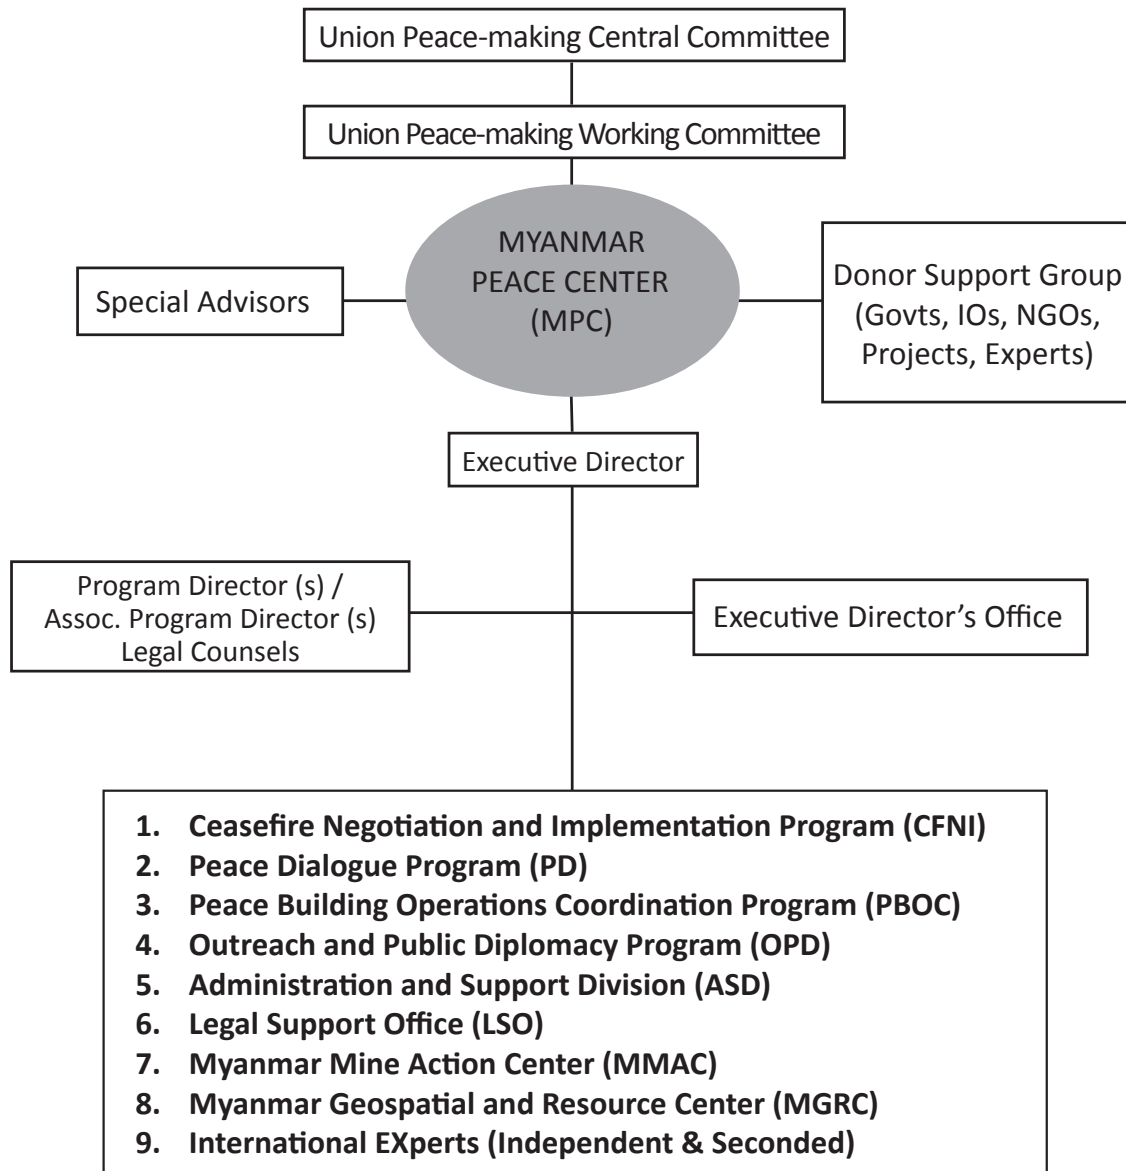 Union Peace-making Central Committee
Union Peace-making Working Committee
MYANMAR
PEACE CENTER
(MPC)
Special Advisors
Donor Support Group
(Govts, IOs, NGOs,
Projects, Experts)
Executive Director
Program Director (s) /
Assoc. Program Director (s)
Legal Counsels
Executive Director’s Office
1. Ceasefire Negotiation and Implementation Program (CFNI)
2. Peace Dialogue Program (PD)
3. Peace Building Operations Coordination Program (PBOC)
4. Outreach and Public Diplomacy Program (OPD)
5. Administration and Support Division (ASD)
6. Legal Support Office (LSO)
7. Myanmar Mine Action Center (MMAC)
8. Myanmar Geospatial and Resource Center (MGRC)
9. International EXperts (Independent & Seconded)